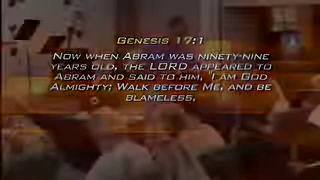 Genesis 17:1
Now when Abram was ninety-nine
years old, the LORD appeared to
Abram and said to him, 'I am God
Almighty; Walk before Me, and be
blameless,